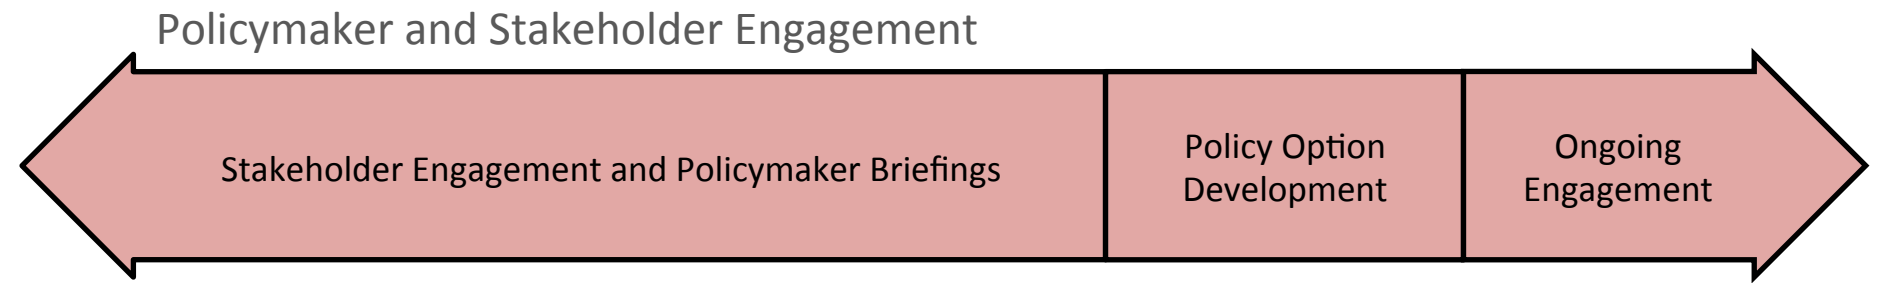 Policymaker and Stakeholder Engagement
Stakeholder Engagement and Policymaker Briefings
Policy Option
Development
Ongoing
Engagement